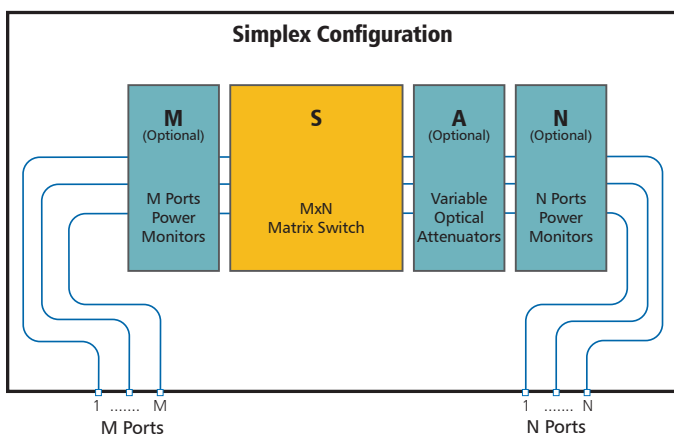 Simplex Configuration
M
(Optional)
M Ports
Power
Monitors
S
MxN
Matrix Switch
A
(Optional)
Variable
Optical
Attenuators
N
(Optional)
N Ports
Power
Monitors
1 ....... M
M Ports
1 ....... N
N Ports